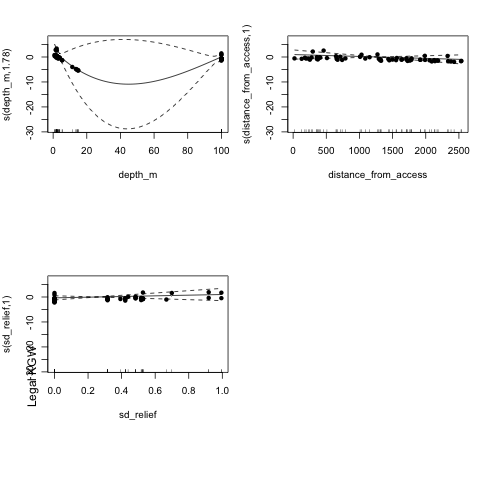 s(depth_m,1.78)
0
-10
-20
-30
0 20 40 60 80 100
depth_m
s(distance_from_access,1)
0
-10
-20
-30
0 500 1000 1500 2000 2500
distance_from_access
s(sd_relief,1)
0
-10
-20
-30
Legal KGW
0.0 0.2 0.4 0.6 0.8 1.0
sd_relief